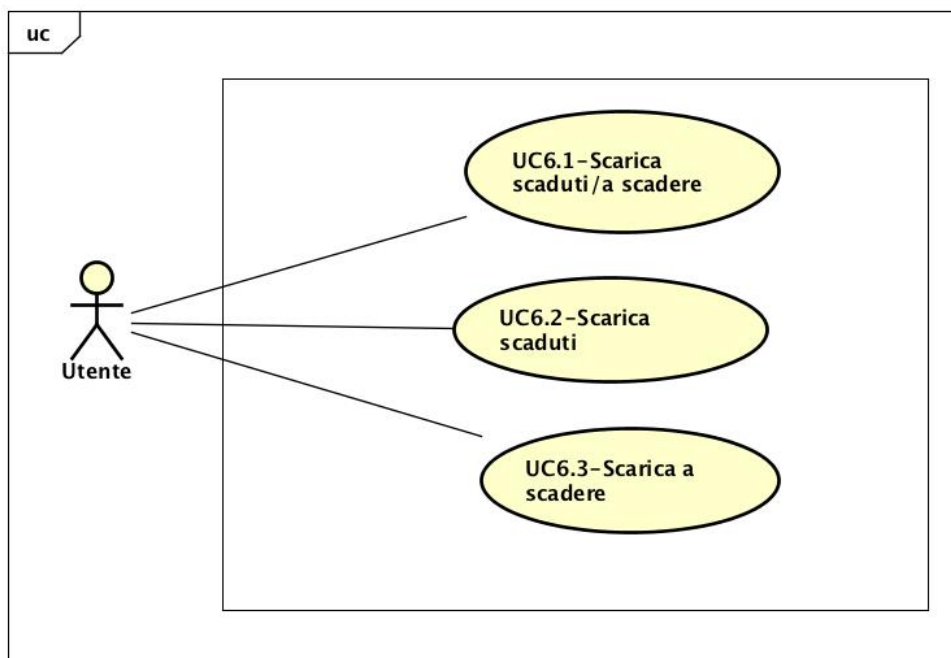 uc
UC6.1-Scarica
scaduti/a scadere
UC6.2-Scarica
scaduti
Utente
UC6.3-Scarica a
scadere